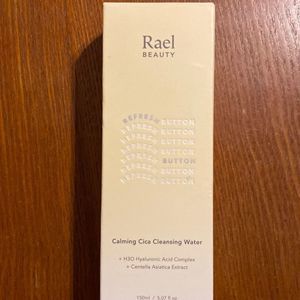 Rael
BEAUTY
REFRESH BUTTON
REFRESH BUTTON
REFRESH BUTTON
REFRESH BUTTON
REFRESH BUTTON
REFRESH BUTTON
REFRESH BUTTON
Calming Cica Cleansing Water
+ H3O Hyaluronic Acid Complex
+ Centella Asiatica Extract
150ml / 5.07 fl oz